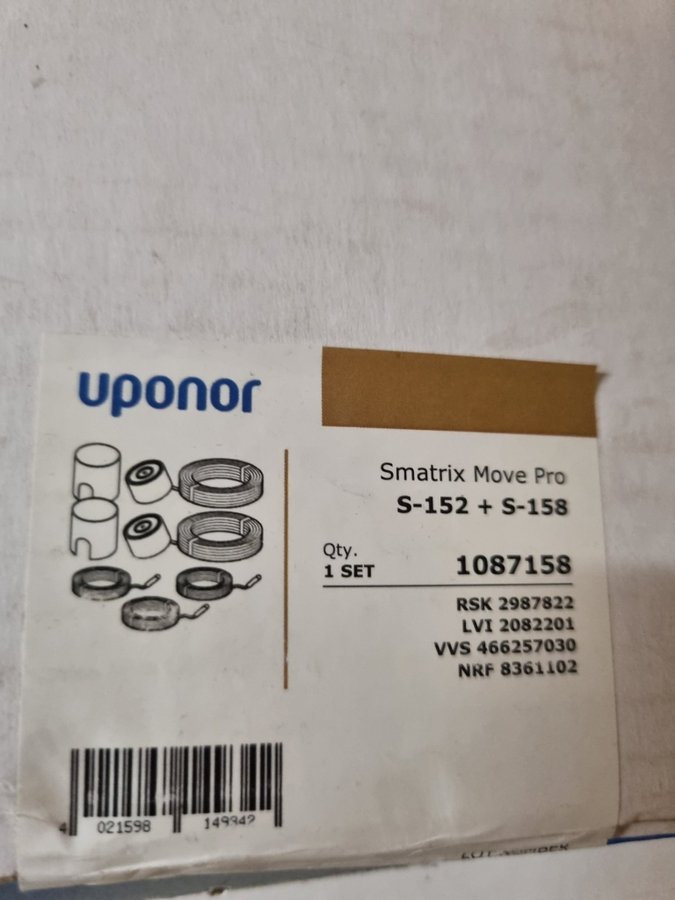 uponor
Smatrix Move Pro
S-152 + S-158
Qty.
1 SET 1087158
RSK 2987822
LVI 2082201
VVS 466257030
NRF 8361102
4 021598 149942